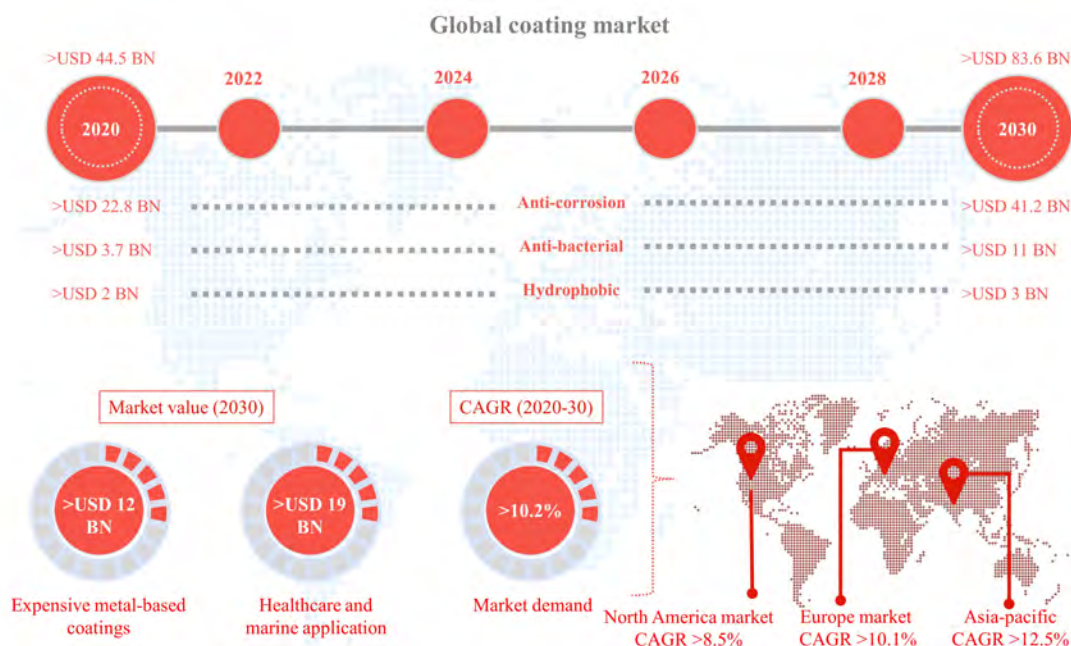 Global coating market
>USD 44.5 BN
>USD 83.6 BN
2022
2024
2026
2028
2020
2030
>USD 22.8 BN
Anti-corrosion
>USD 41.2 BN
>USD 3.7 BN
Anti-bacterial
>USD 11 BN
>USD 2 BN
Hydrophobic
>USD 3 BN
Market value (2030)
CAGR (2020-30)
>USD 12
BN
>USD 19
BN
>10.2%
Expensive metal-based
coatings
Healthcare and
marine application
Market demand
North America market
CAGR >8.5%
Europe market
CAGR >10.1%
Asia-pacific
CAGR >12.5%